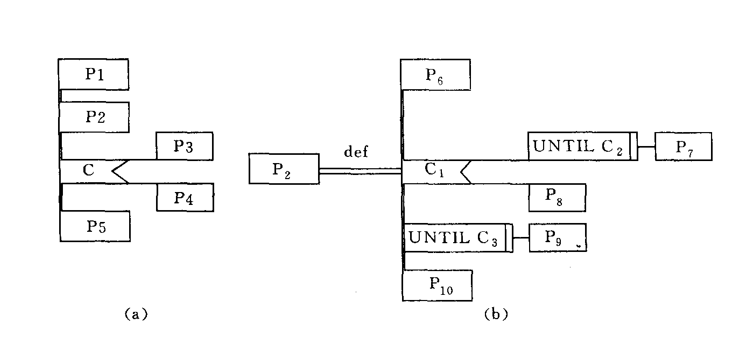 P1
P2
P3
C
P4
P5
(a)
P₆
def
P₂
C₁
UNTIL C₂
P₇
P₈
UNTIL C₃
P₉
P₁₀
(b)